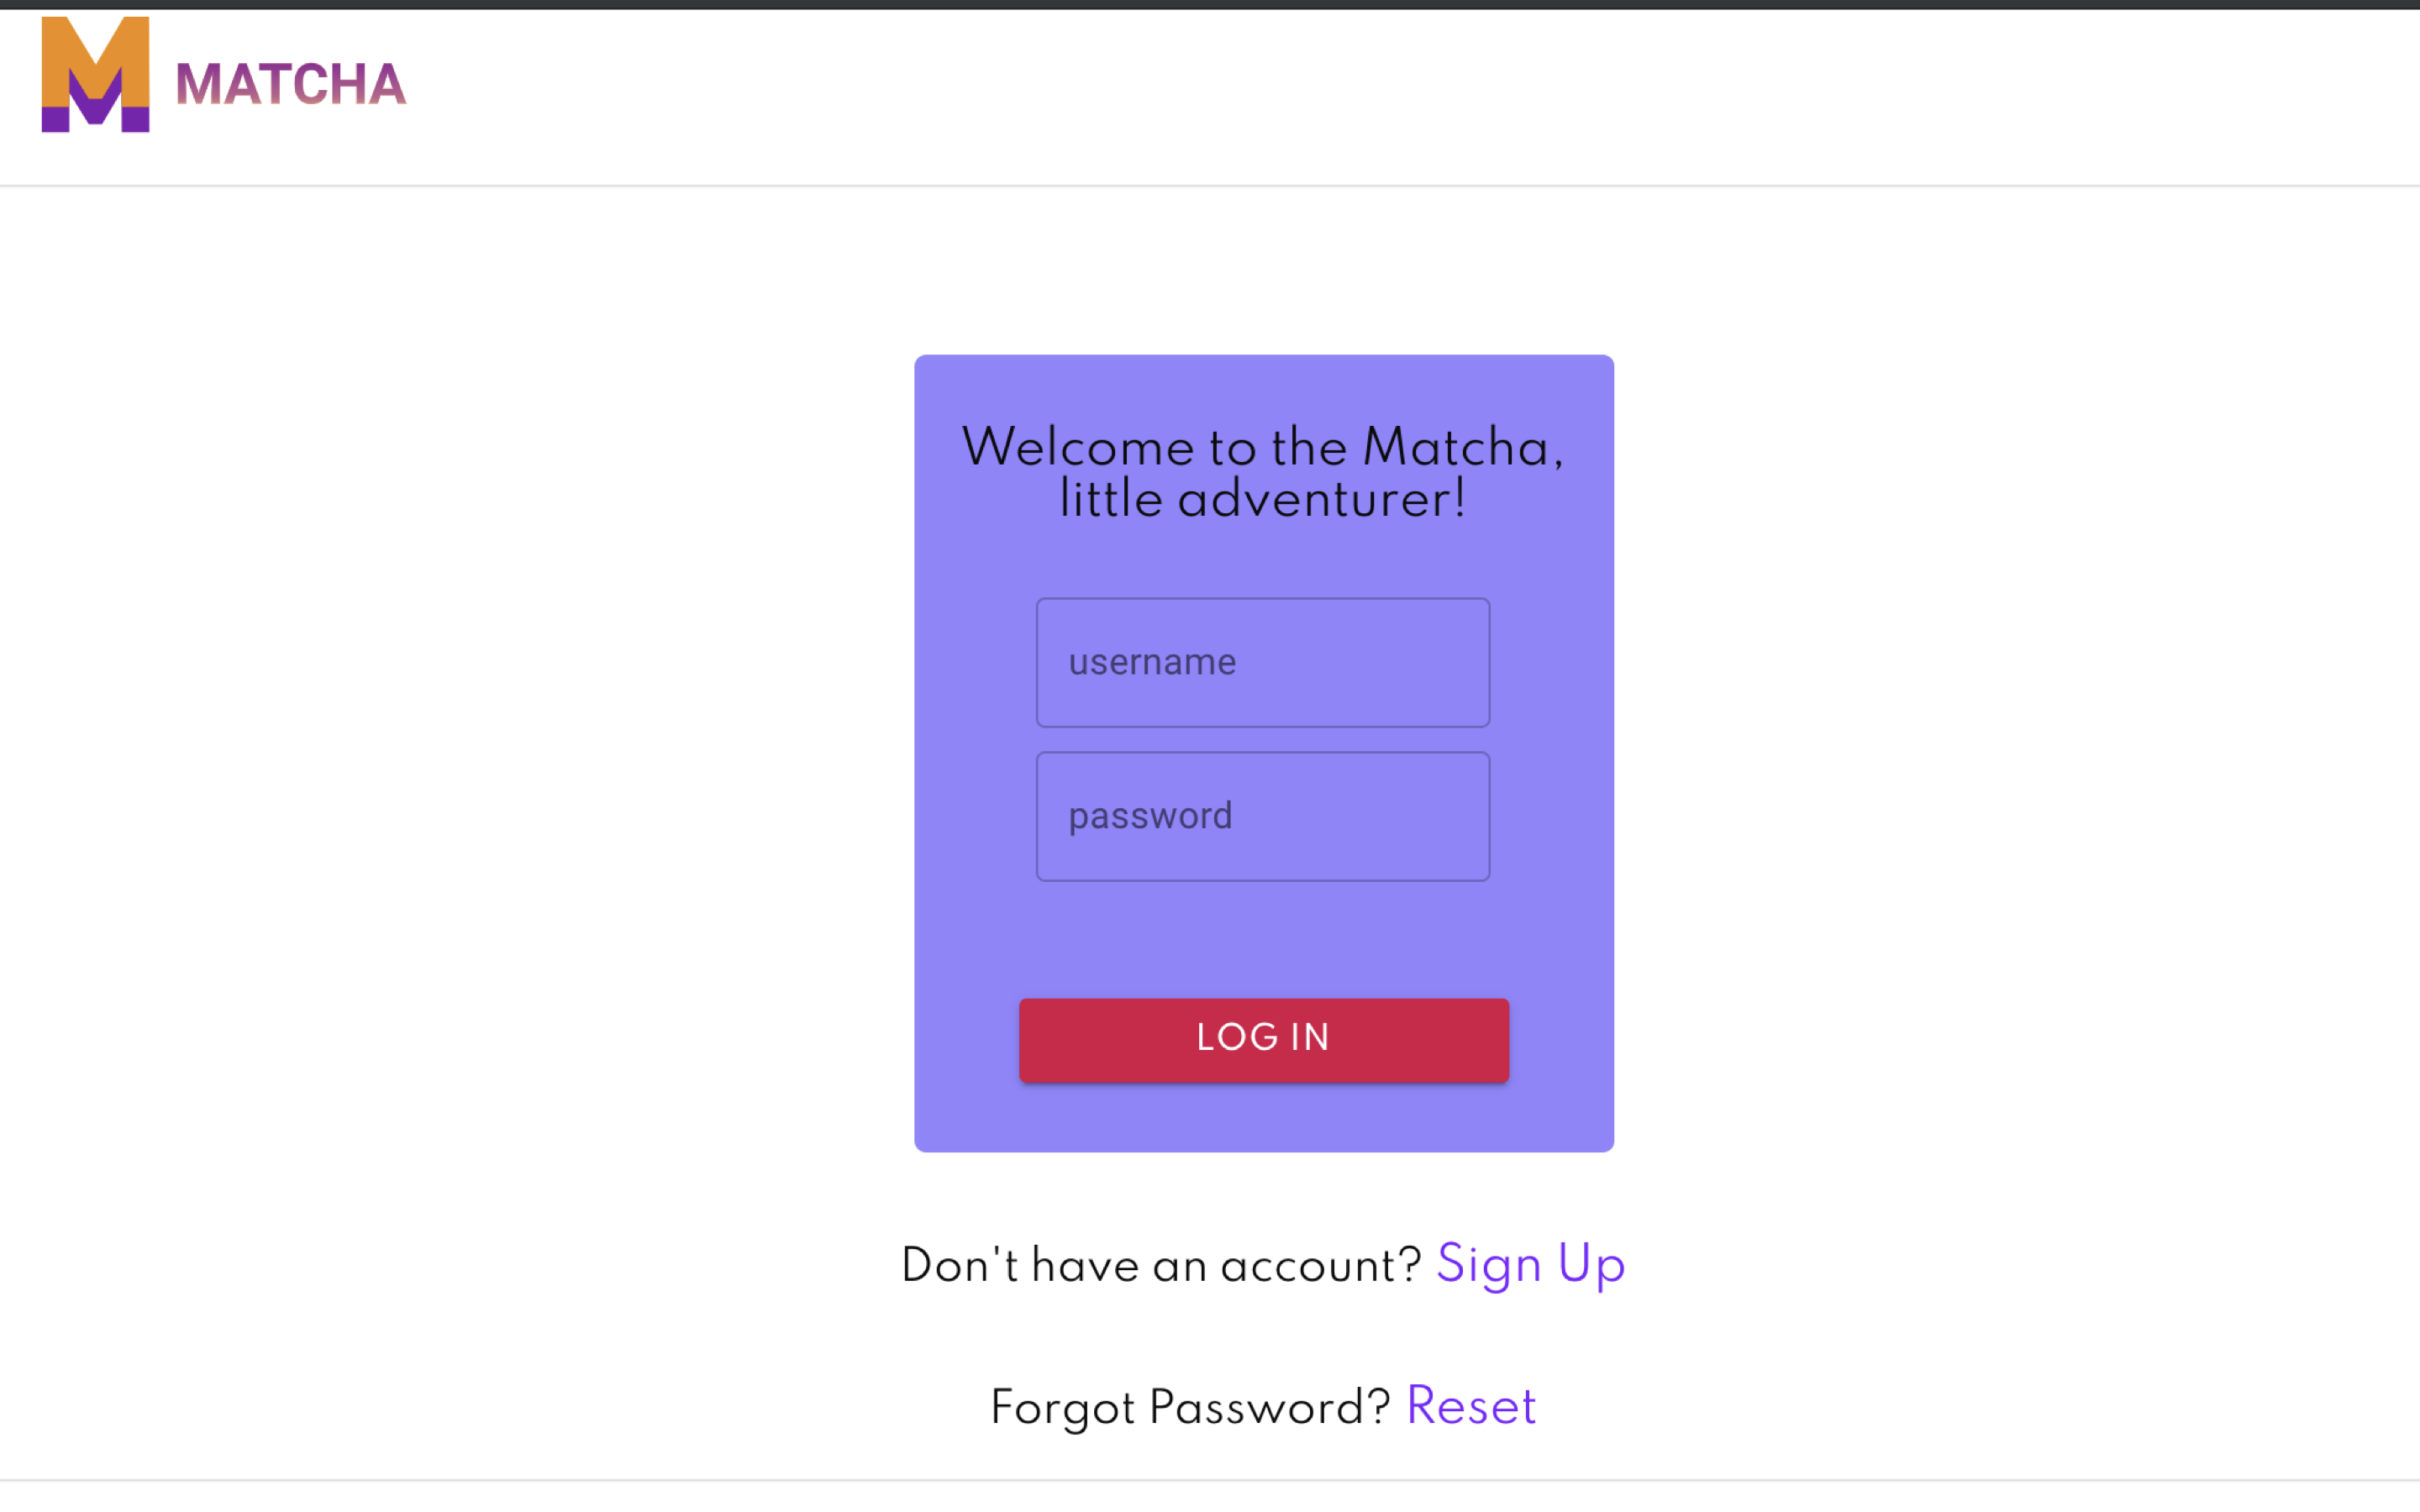 MATCHA
Welcome to the Matcha,
little adventurer!
username
password
LOG IN
Don't have an account? Sign Up
Forgot Password? Reset